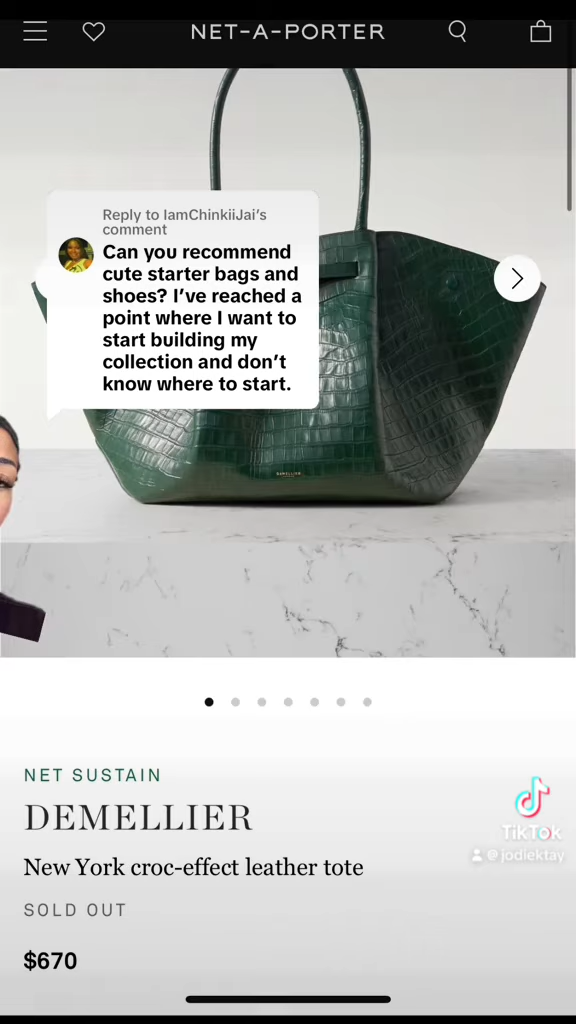 NET-A-PORTER
Reply to IamChinkiiJai's
comment
Can you recommend
cute starter bags and
shoes? I've reached a
point where I want to
start building my
collection and don't
know where to start.
DEMELLIER
NET SUSTAIN
DEMELLIER
New York croc-effect leather tote
SOLD OUT
$670
TikTok
@jodiektay